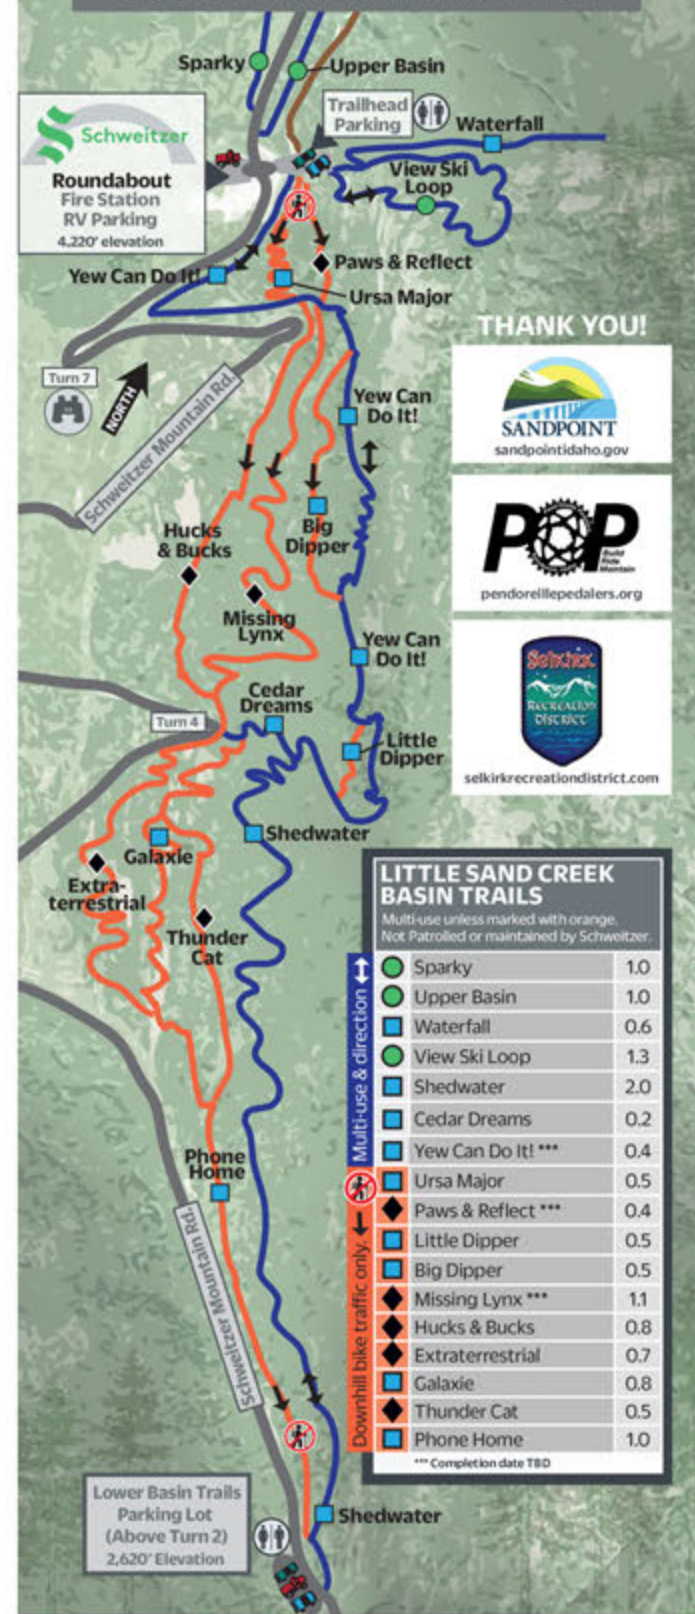 Sparky
Upper Basin
Trailhead
Parking
Waterfall
Schweitzer
Roundabout
Fire Station
RV Parking
4,220' elevation
View Ski
Loop
Yew Can Do It!
Paws & Reflect
Ursa Major
Turn 7
NORTH
Schweitzer Mountain Rd.
THANK YOU!
SANDPOINT
sandpointidaho.gov
Yew Can
Do It!
POP
Build
Ride
Maintain
pendoreillepedalers.org
Hucks
& Bucks
Big
Dipper
Missing
Lynx
Yew Can
Do It!
Selkirk
Recreation
District
selkirkrecreationdistrict.com
Cedar
Dreams
Turn 4
Little
Dipper
Shedwater
Galaxie
Extra-
terrestrial
Thunder
Cat
LITTLE SAND CREEK
BASIN TRAILS
Multi-use unless marked with orange.
Not Patrolled or maintained by Schweitzer.
Multi-use & direction
Sparky 1.0
Upper Basin 1.0
Waterfall 0.6
View Ski Loop 1.3
Shedwater 2.0
Cedar Dreams 0.2
Yew Can Do It! *** 0.4
Downhill bike traffic only.
Ursa Major 0.5
Paws & Reflect *** 0.4
Little Dipper 0.5
Big Dipper 0.5
Missing Lynx *** 1.1
Hucks & Bucks 0.8
Extraterrestrial 0.7
Galaxie 0.8
Thunder Cat 0.5
Phone Home 1.0
*** Completion date TBD
Phone
Home
Schweitzer Mountain Rd.
Lower Basin Trails
Parking Lot
(Above Turn 2)
2,620' Elevation
Shedwater